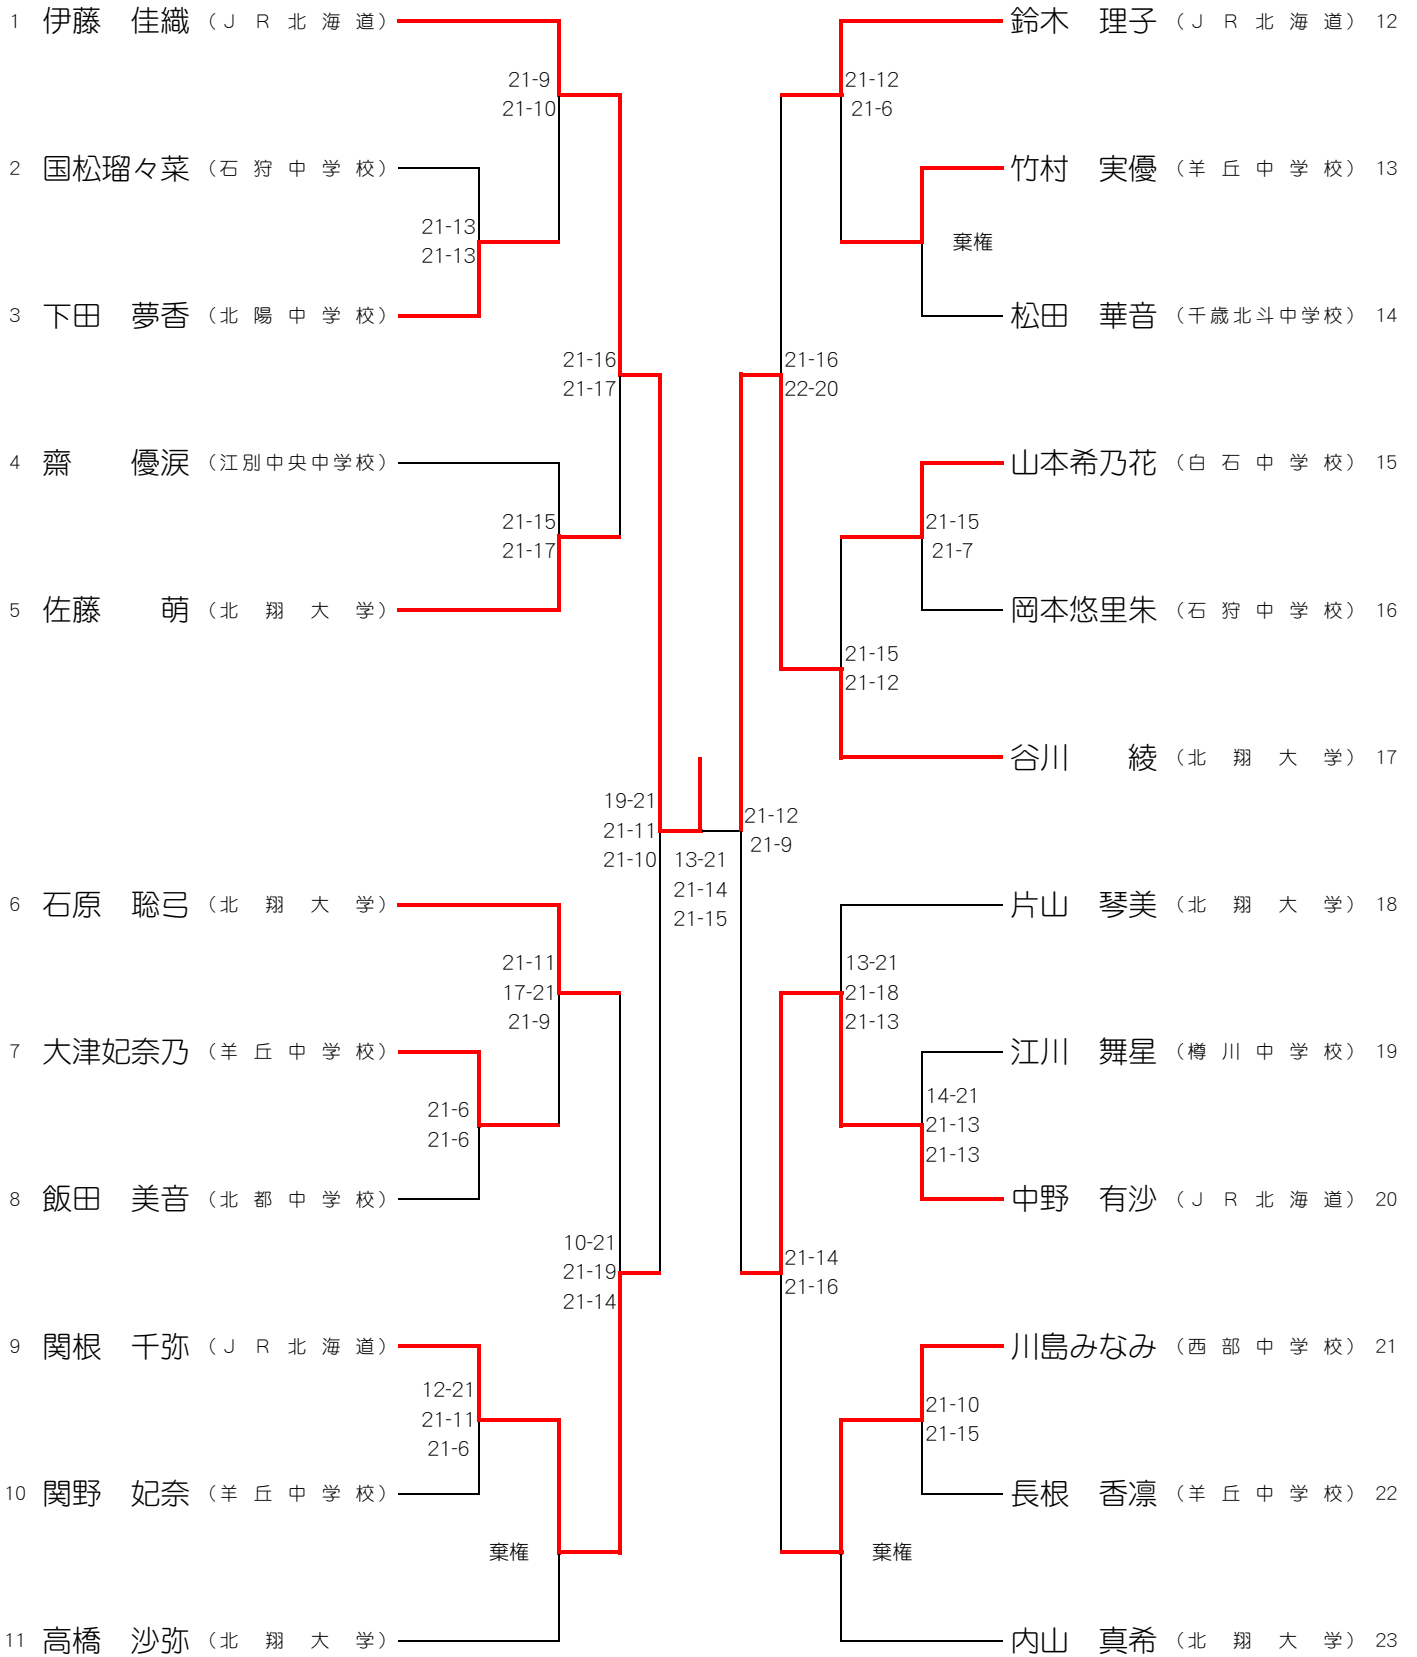 1 伊藤　佳織 （ＪＲ北海道）
21-9
21-10
2 国松瑠々菜 （石狩中学校）
21-13
21-13
3 下田　夢香 （北陽中学校）
21-16
21-17
4 齋　　優涙 （江別中央中学校）
21-15
21-17
5 佐藤　　萌 （北翔大学）
19-21
21-11
21-10
13-21
21-14
21-15
6 石原　聡弓 （北翔大学）
21-11
17-21
21-9
7 大津妃奈乃 （羊丘中学校）
21-6
21-6
8 飯田　美音 （北都中学校）
10-21
21-19
21-14
9 関根　千弥 （ＪＲ北海道）
12-21
21-11
21-6
10 関野　妃奈 （羊丘中学校）
棄権
11 高橋　沙弥 （北翔大学）
鈴木　理子 （ＪＲ北海道） 12
21-12
21-6
竹村　実優 （羊丘中学校） 13
棄権
松田　華音 （千歳北斗中学校） 14
21-16
22-20
山本希乃花 （白石中学校） 15
21-15
21-7
岡本悠里朱 （石狩中学校） 16
21-15
21-12
谷川　　綾 （北翔大学） 17
21-12
21-9
片山　琴美 （北翔大学） 18
13-21
21-18
21-13
江川　舞星 （樽川中学校） 19
14-21
21-13
21-13
中野　有沙 （ＪＲ北海道） 20
21-14
21-16
川島みなみ （西部中学校） 21
21-10
21-15
長根　香凛 （羊丘中学校） 22
棄権
内山　真希 （北翔大学） 23